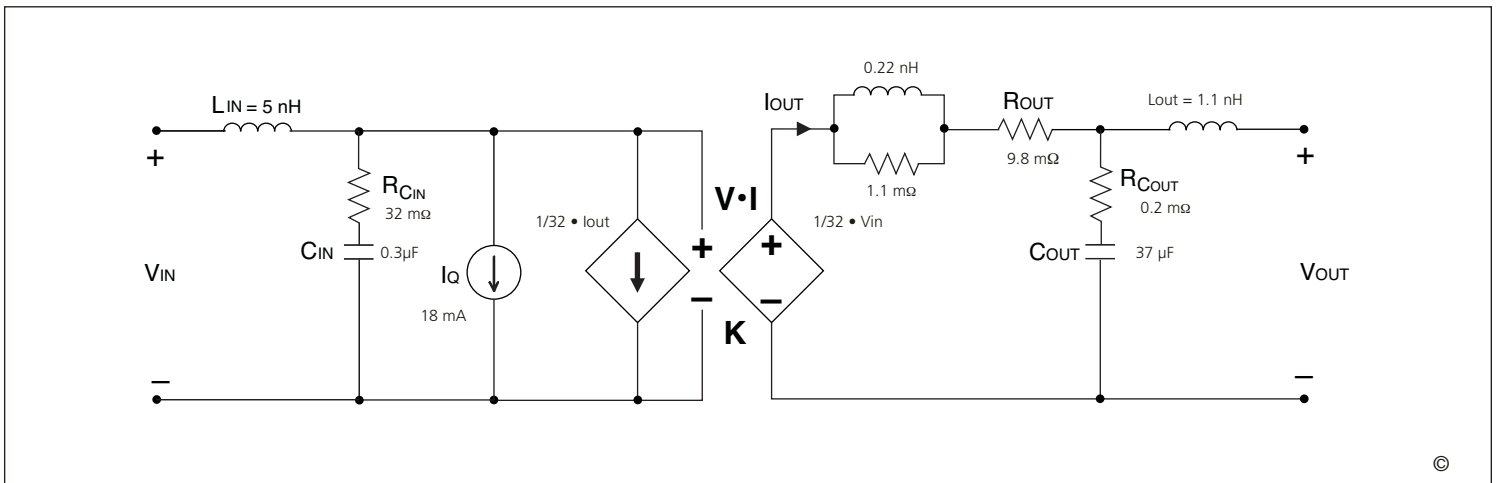 LIN = 5 nH
+
RCIN
32 mΩ
CIN
0.3µF
VIN
IQ
18 mA
–
1/32 • Iout
V•I
+
–
K
1/32 • Vin
+
–
IOUT
0.22 nH
1.1 mΩ
ROUT
9.8 mΩ
Lout = 1.1 nH
RCOUT
0.2 mΩ
COUT
37 µF
+
VOUT
–
©